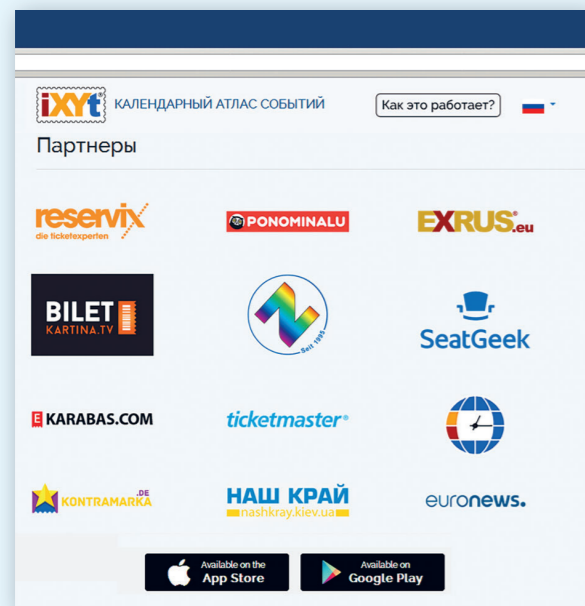 iXYt®
КАЛЕНДАРНЫЙ АТЛАС СОБЫТИЙ
Как это работает?
Партнеры
reservix
die ticketexperten
PONOMINALU
EXRUS.eu
BILET
KARTINA.TV
Seit 1995
SeatGeek
E KARABAS.COM
ticketmaster®
KONTRAMARKA.DE
НАШ КРАЙ
nashkray.kiev.ua
euronews.
Available on the
App Store
Available on
Google Play